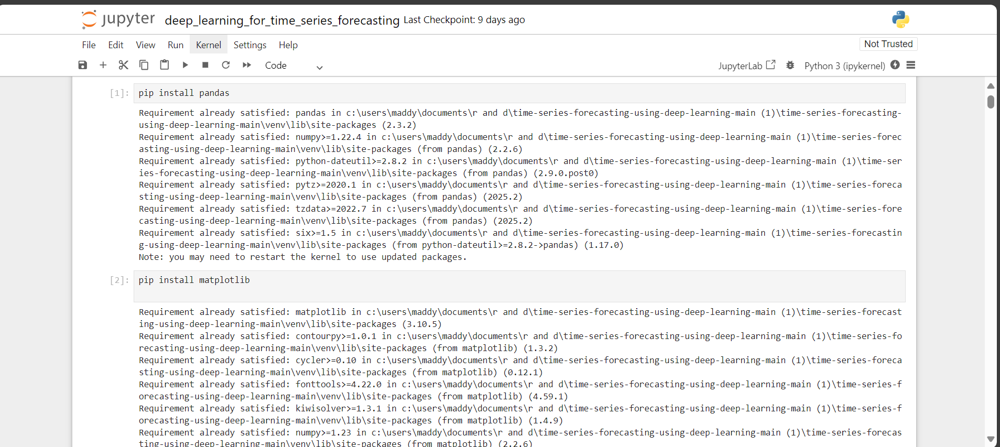 jupyter deep_learning_for_time_series_forecasting Last Checkpoint: 9 days ago
File Edit View Run Kernel Settings Help Not Trusted
Code JupyterLab Python 3 (ipykernel)
[1]: pip install pandas
Requirement already satisfied: pandas in c:\users\maddy\documents\r and d\time-series-forecasting-using-deep-learning-main (1)\time-series-forecasting-
using-deep-learning-main\venv\lib\site-packages (2.3.2)
Requirement already satisfied: numpy>=1.22.4 in c:\users\maddy\documents\r and d\time-series-forecasting-using-deep-learning-main (1)\time-series-forec
asting-using-deep-learning-main\venv\lib\site-packages (from pandas) (2.2.6)
Requirement already satisfied: python-dateutil>=2.8.2 in c:\users\maddy\documents\r and d\time-series-forecasting-using-deep-learning-main (1)\time-ser
ies-forecasting-using-deep-learning-main\venv\lib\site-packages (from pandas) (2.9.0.post0)
Requirement already satisfied: pytz>=2020.1 in c:\users\maddy\documents\r and d\time-series-forecasting-using-deep-learning-main (1)\time-series-foreca
sting-using-deep-learning-main\venv\lib\site-packages (from pandas) (2025.2)
Requirement already satisfied: tzdata>=2022.7 in c:\users\maddy\documents\r and d\time-series-forecasting-using-deep-learning-main (1)\time-series-fore
casting-using-deep-learning-main\venv\lib\site-packages (from pandas) (2025.2)
Requirement already satisfied: six>=1.5 in c:\users\maddy\documents\r and d\time-series-forecasting-using-deep-learning-main (1)\time-series-forecastin
g-using-deep-learning-main\venv\lib\site-packages (from python-dateutil>=2.8.2->pandas) (1.17.0)
Note: you may need to restart the kernel to use updated packages.
[2]: pip install matplotlib
Requirement already satisfied: matplotlib in c:\users\maddy\documents\r and d\time-series-forecasting-using-deep-learning-main (1)\time-series-forecast
ing-using-deep-learning-main\venv\lib\site-packages (3.10.5)
Requirement already satisfied: contourpy>=1.0.1 in c:\users\maddy\documents\r and d\time-series-forecasting-using-deep-learning-main (1)\time-series-fo
recasting-using-deep-learning-main\venv\lib\site-packages (from matplotlib) (1.3.2)
Requirement already satisfied: cycler>=0.10 in c:\users\maddy\documents\r and d\time-series-forecasting-using-deep-learning-main (1)\time-series-foreca
sting-using-deep-learning-main\venv\lib\site-packages (from matplotlib) (0.12.1)
Requirement already satisfied: fonttools>=4.22.0 in c:\users\maddy\documents\r and d\time-series-forecasting-using-deep-learning-main (1)\time-series-f
orecasting-using-deep-learning-main\venv\lib\site-packages (from matplotlib) (4.59.1)
Requirement already satisfied: kiwisolver>=1.3.1 in c:\users\maddy\documents\r and d\time-series-forecasting-using-deep-learning-main (1)\time-series-f
orecasting-using-deep-learning-main\venv\lib\site-packages (from matplotlib) (1.4.9)
Requirement already satisfied: numpy>=1.23 in c:\users\maddy\documents\r and d\time-series-forecasting-using-deep-learning-main (1)\time-series-forecas
ting-using-deep-learning-main\venv\lib\site-packages (from matplotlib) (2.2.6)